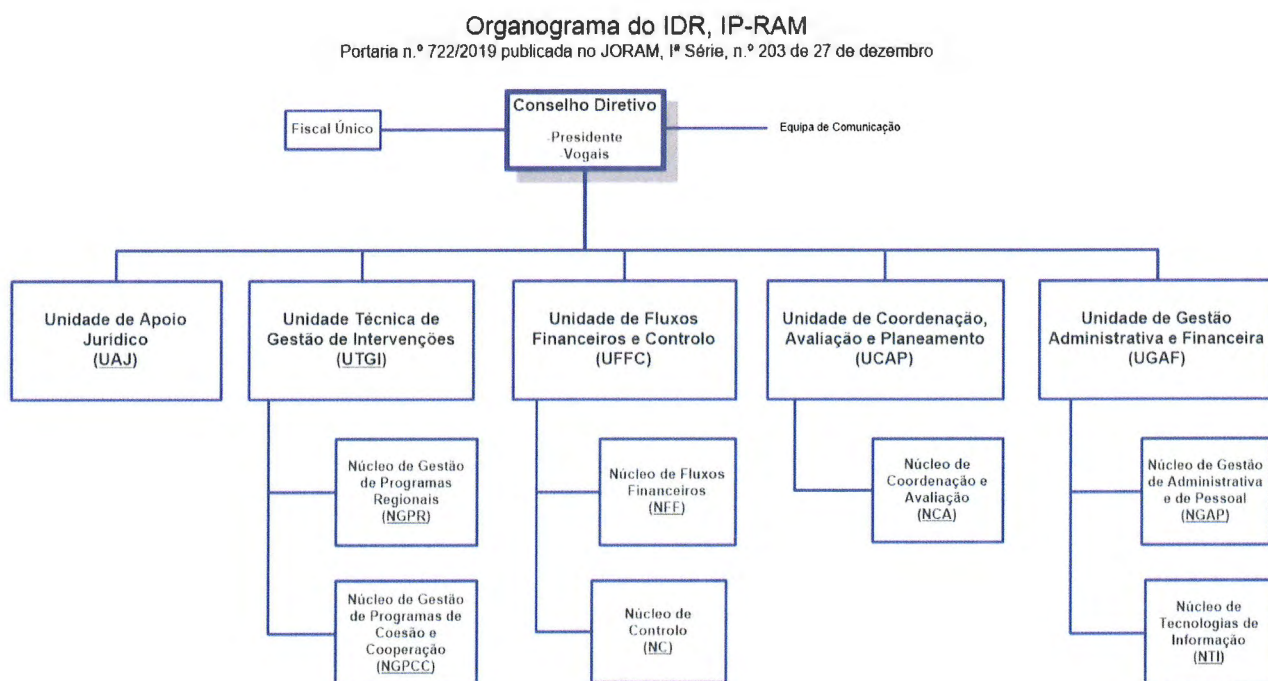 Organograma do IDR, IP-RAM
Portaria n.º 722/2019 publicada no JORAM, Iª Série, n.º 203 de 27 de dezembro
Fiscal Único
Conselho Diretivo
-Presidente
-Vogais
Equipa de Comunicação
Unidade de Apoio
Jurídico
(UAJ)
Unidade Técnica de
Gestão de Intervenções
(UTGI)
Unidade de Fluxos
Financeiros e Controlo
(UFFC)
Unidade de Coordenação,
Avaliação e Planeamento
(UCAP)
Unidade de Gestão
Administrativa e Financeira
(UGAF)
Núcleo de Gestão
de Programas
Regionais
(NGPR)
Núcleo de Fluxos
Financeiros
(NFF)
Núcleo de
Coordenação e
Avaliação
(NCA)
Núcleo de Gestão
de Administrativa
e de Pessoal
(NGAP)
Núcleo de Gestão
de Programas de
Coesão e
Cooperação
(NGPCC)
Núcleo de
Controlo
(NC)
Núcleo de
Tecnologias de
Informação
(NTI)